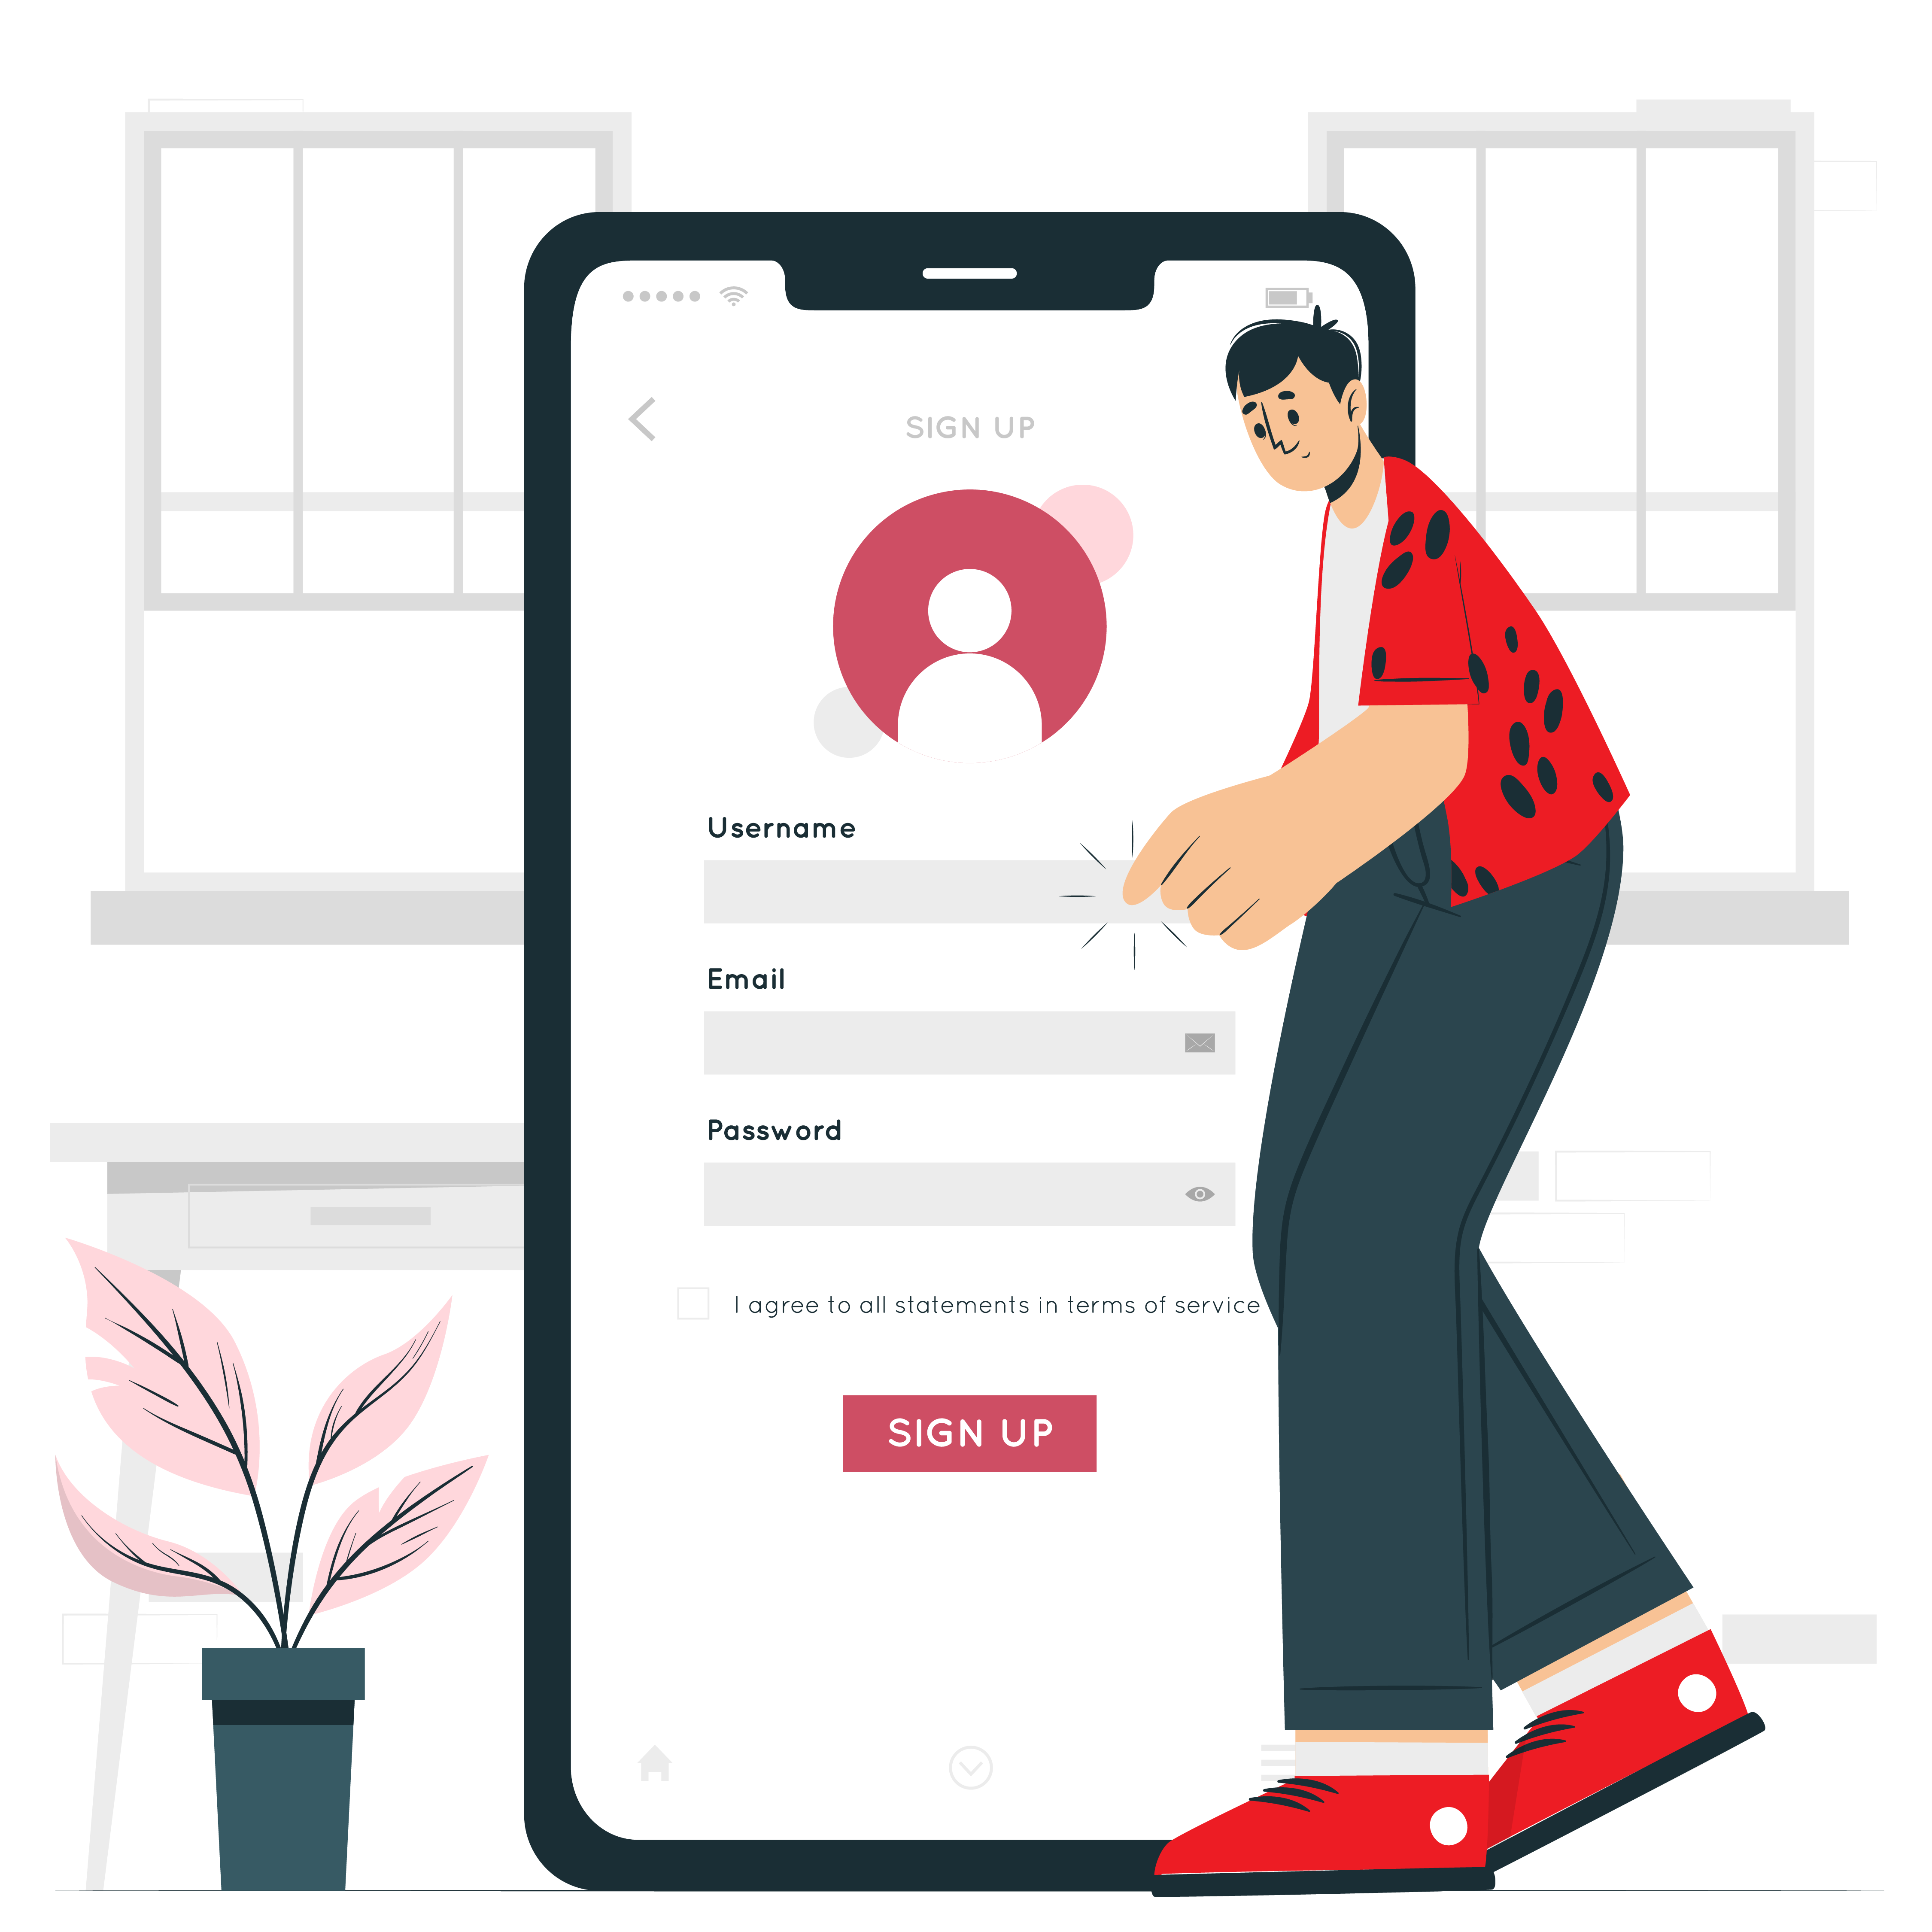 SIGN UP
Username
Email
Password
I agree to all statements in terms of service
SIGN UP